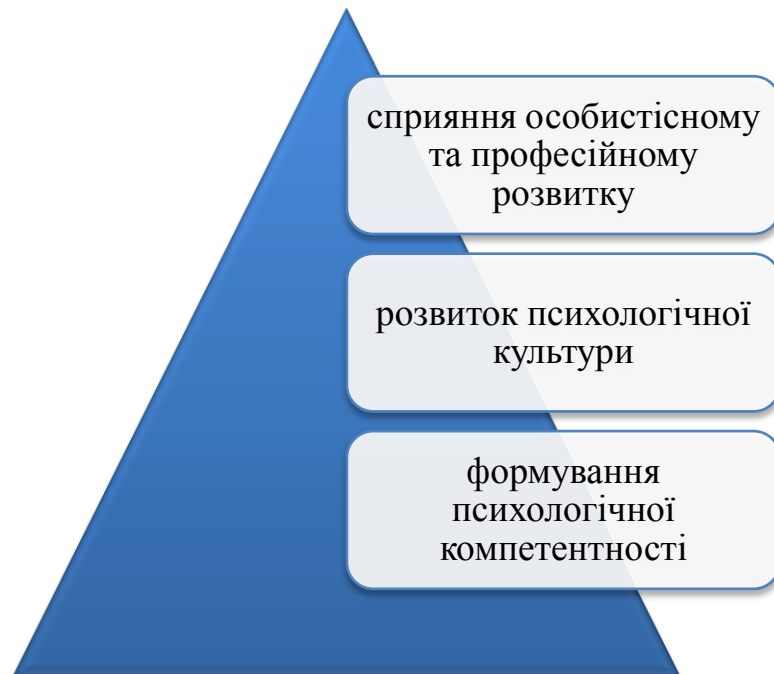 сприяння особистісному
та професійному
розвитку
розвиток психологічної
культури
формування
психологічної
компетентності